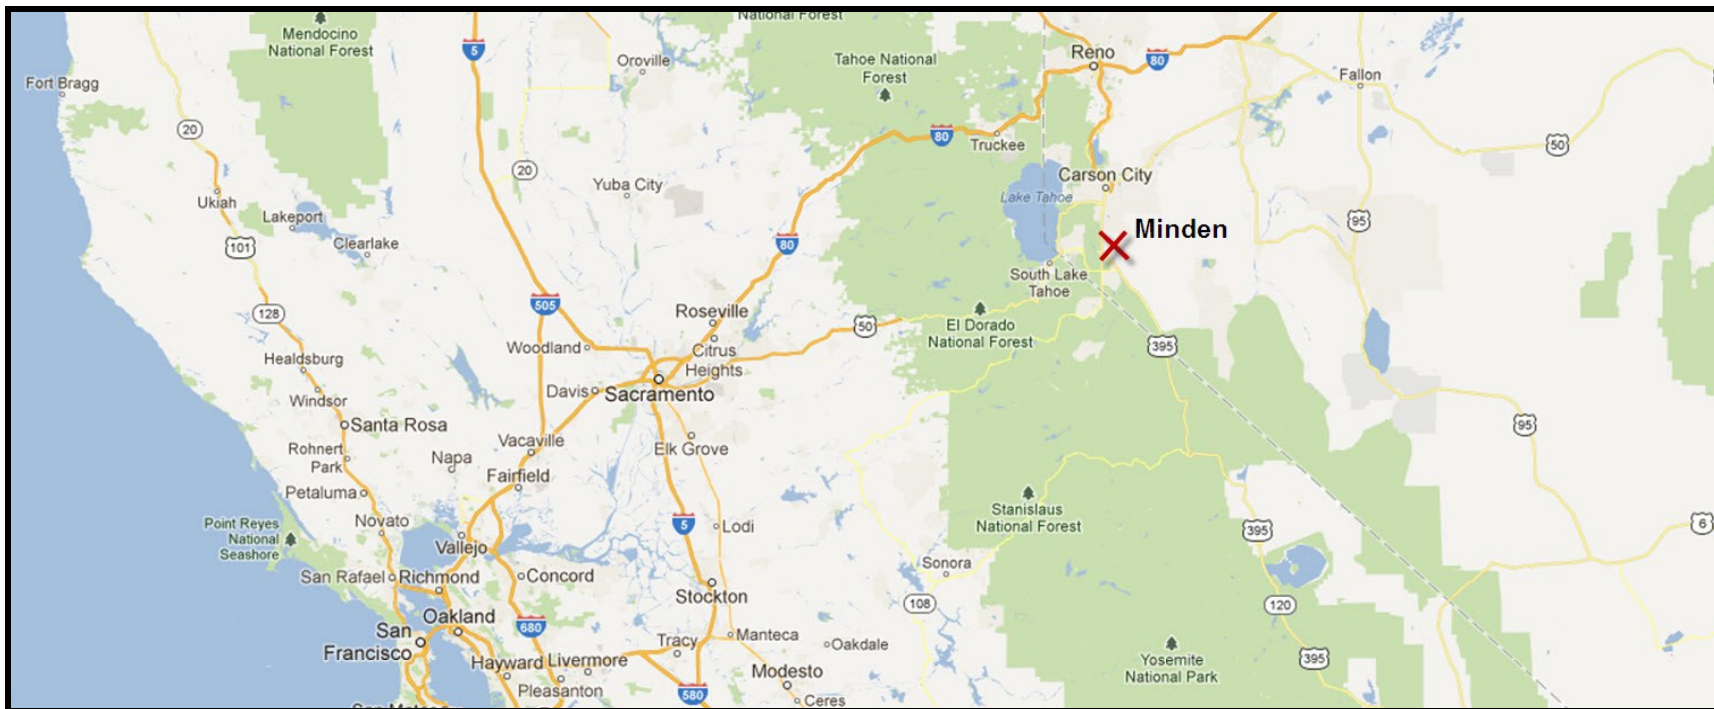 National Forest
Mendocino
National Forest
5
Oroville
Tahoe National
Forest
Reno
80
Fallon
Fort Bragg
20
80
Truckee
50
20
Yuba City
Carson City
Lake Tahoe
Ukiah
Lakeport
95
Minden
101
Clearlake
80
South Lake
Tahoe
505
128
Roseville
50
El Dorado
National Forest
395
Woodland
Citrus
Heights
Healdsburg
Davis
Sacramento
Windsor
Santa Rosa
95
Vacaville
Elk Grove
Rohnert
Park
Napa
Fairfield
Petaluma
Stanislaus
National Forest
Point Reyes
National
Seashore
Novato
5
Lodi
395
6
Vallejo
Sonora
San Rafael
Richmond
Concord
Stockton
108
120
Oakland
680
San
Francisco
Tracy
Manteca
Oakdale
395
Hayward
Livermore
Yosemite
National Park
Modesto
Pleasanton
580
Ceres